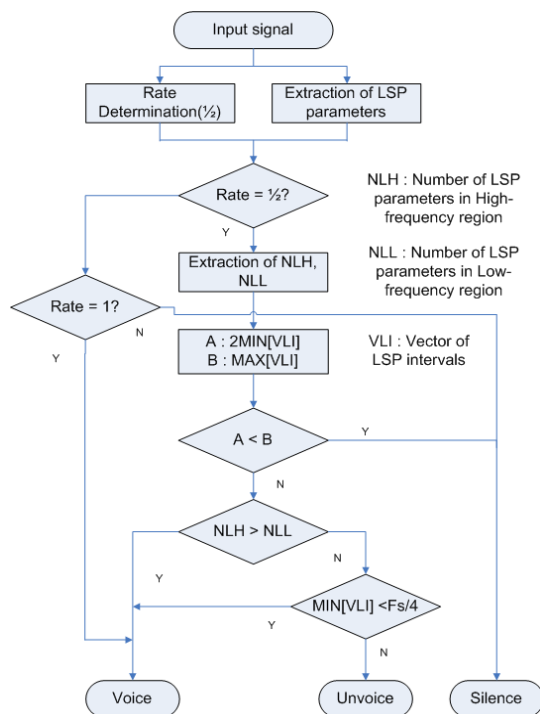 Input signal
Rate
Determination(½)
Extraction of LSP
parameters
Rate = ½?
NLH : Number of LSP
parameters in High-
frequency region
Y
Extraction of NLH,
NLL
NLL : Number of LSP
parameters in Low-
frequency region
Rate = 1?
N
Y
A : 2MIN[VLI]
B : MAX[VLI]
VLI : Vector of
LSP intervals
A < B
Y
N
NLH > NLL
N
Y
MIN[VLI] <Fs/4
Y
N
Voice
Unvoice
Silence